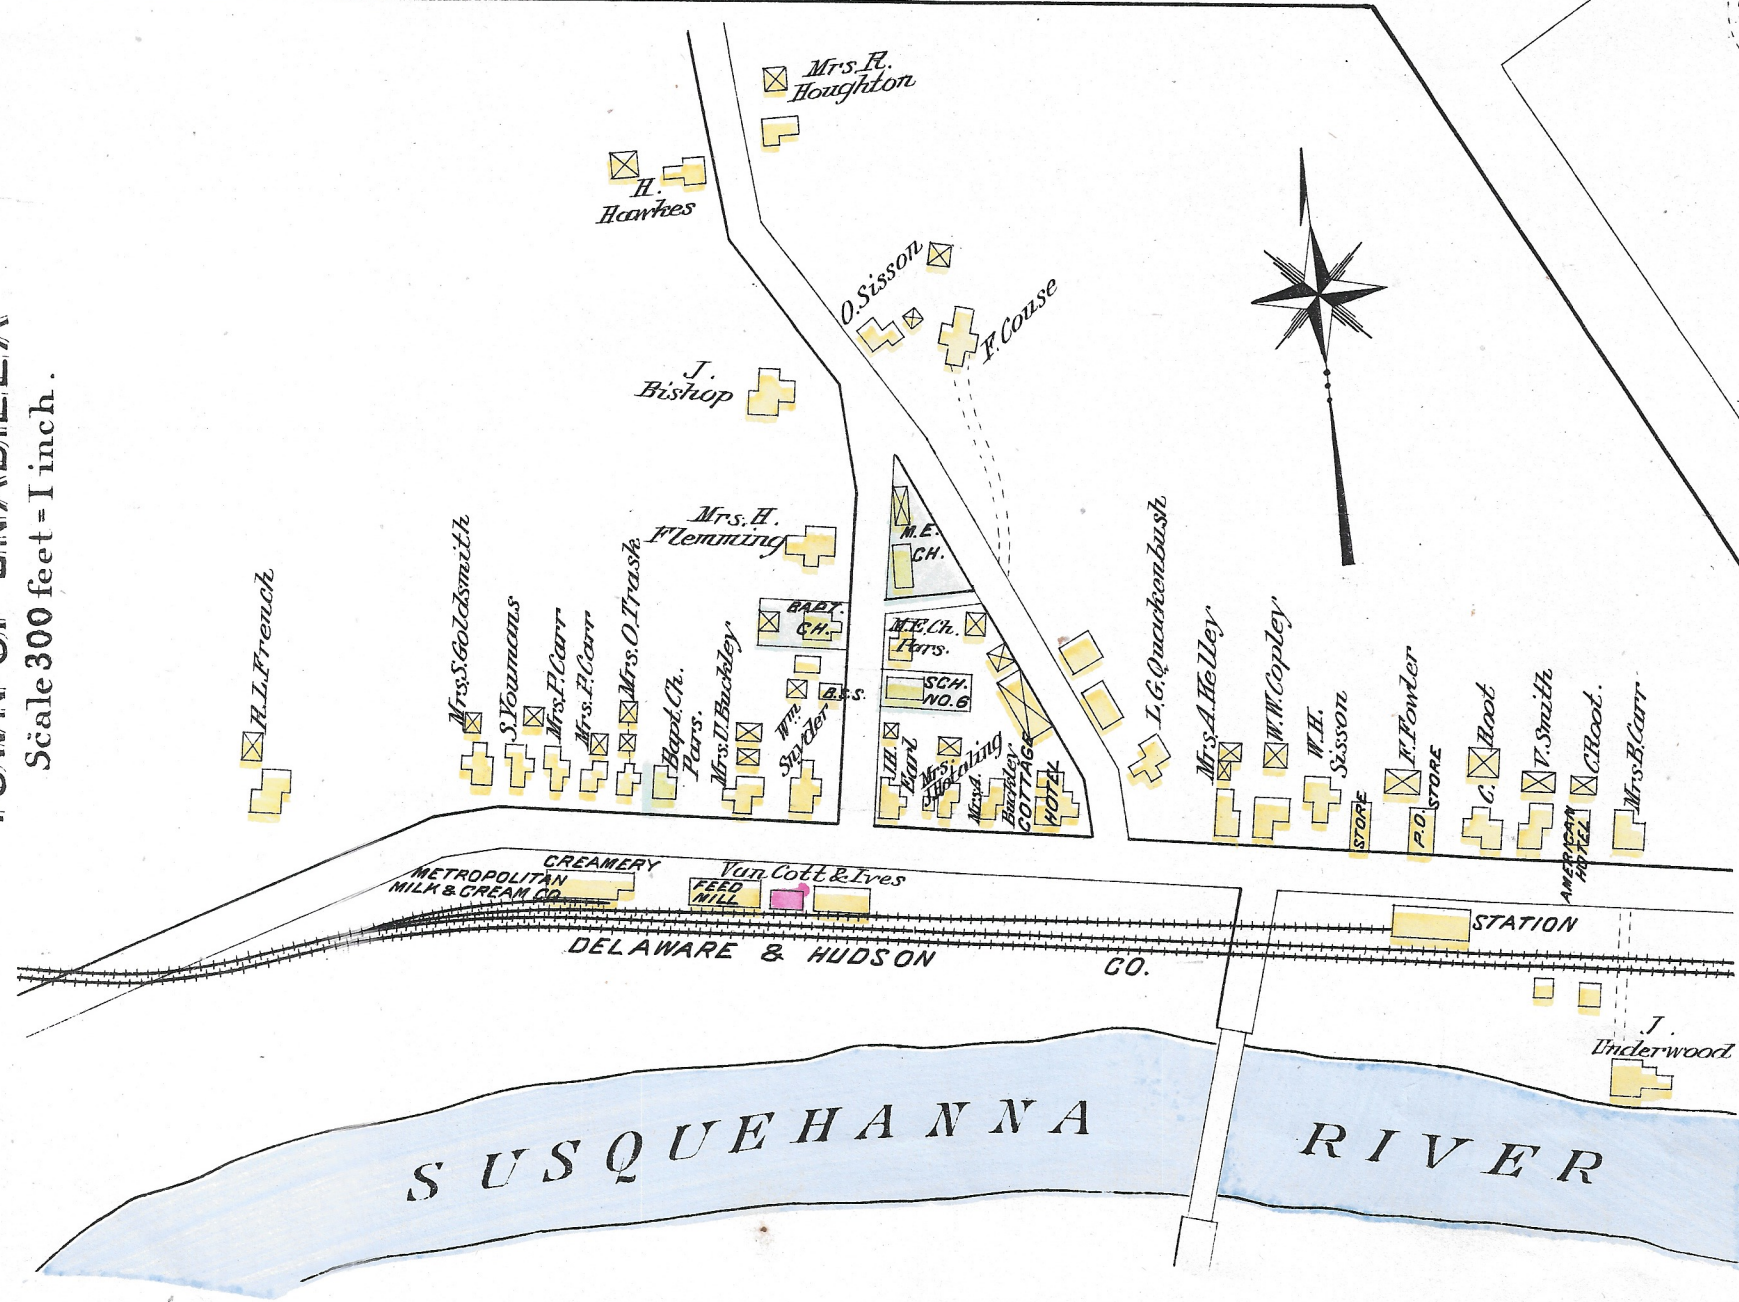 Scale 300 feet = 1 inch.
Mrs. R.
Houghton
H.
Hawkes
O. Sisson
F. Couse
J.
Bishop
Mrs. H.
Flemming
M.E.
CH.
BAPT.
CH.
M.E. Ch.
Pars.
SCH.
NO. 6
B.S.S.
R.I. French
Mrs. S. Goldsmith
S. Youmans
Mrs. P. Carr
Mrs. P. Carr
Mrs. O. Trask
Bapt. Ch.
Pars.
Mrs. D. Buckley
Wm.
Snyder
Earl
Mrs.
J. Hotaling
Mrs. A.
Buckley
COTTAGE
HOTEL
L.G. Quackenbush
Mrs. A. Kelley
W.W. Copley
W.H.
Sisson
STORE
F. Fowler
P.O. STORE
C. Root
V. Smith
AMERICAN
HOTEL
C. Root.
Mrs. B. Carr
CREAMERY
METROPOLITAN
MILK & CREAM CO.
Van Cott & Ives
FEED
MILL
STATION
DELAWARE & HUDSON CO.
J.
Underwood
SUSQUEHANNA RIVER